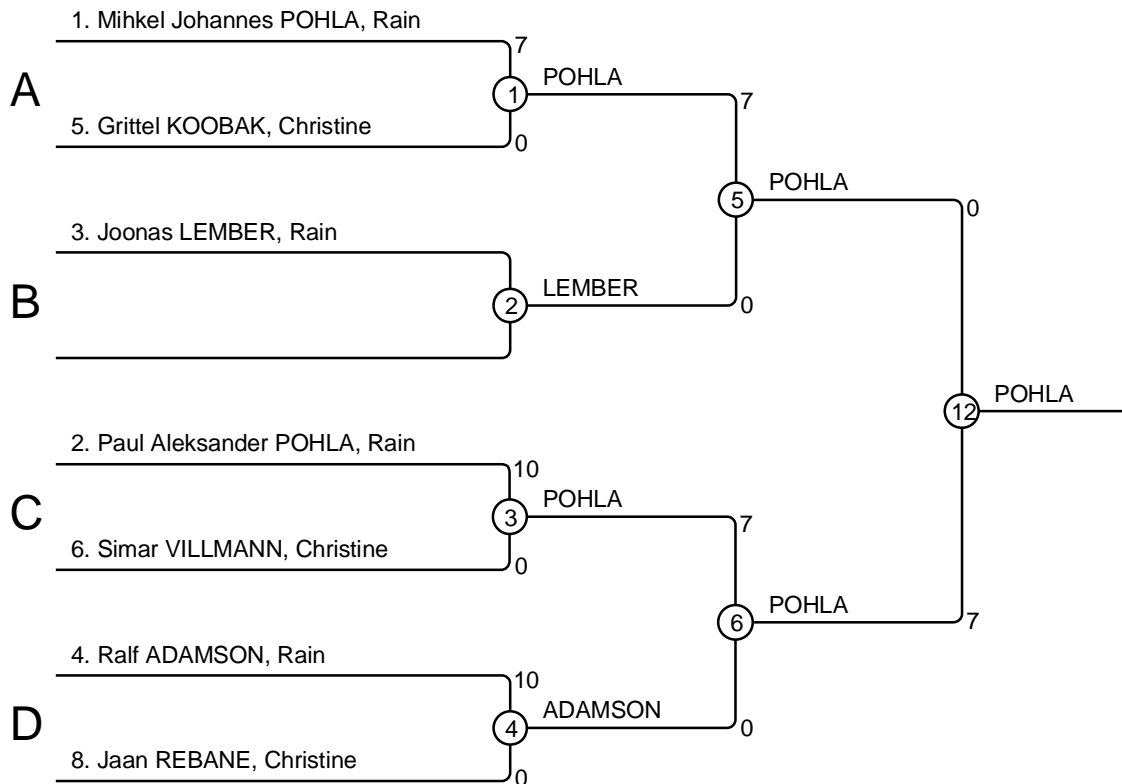 1. Mihkel Johannes POHLA, Rain
7
A
1
POHLA
7
5. Grittel KOOBAK, Christine
0
5
POHLA
0
3. Joonas LEMBER, Rain
B
2
LEMBER
0
12
POHLA
2. Paul Aleksander POHLA, Rain
10
C
3
POHLA
7
6. Simar VILLMANN, Christine
0
6
POHLA
7
4. Ralf ADAMSON, Rain
10
D
4
ADAMSON
0
8. Jaan REBANE, Christine
0